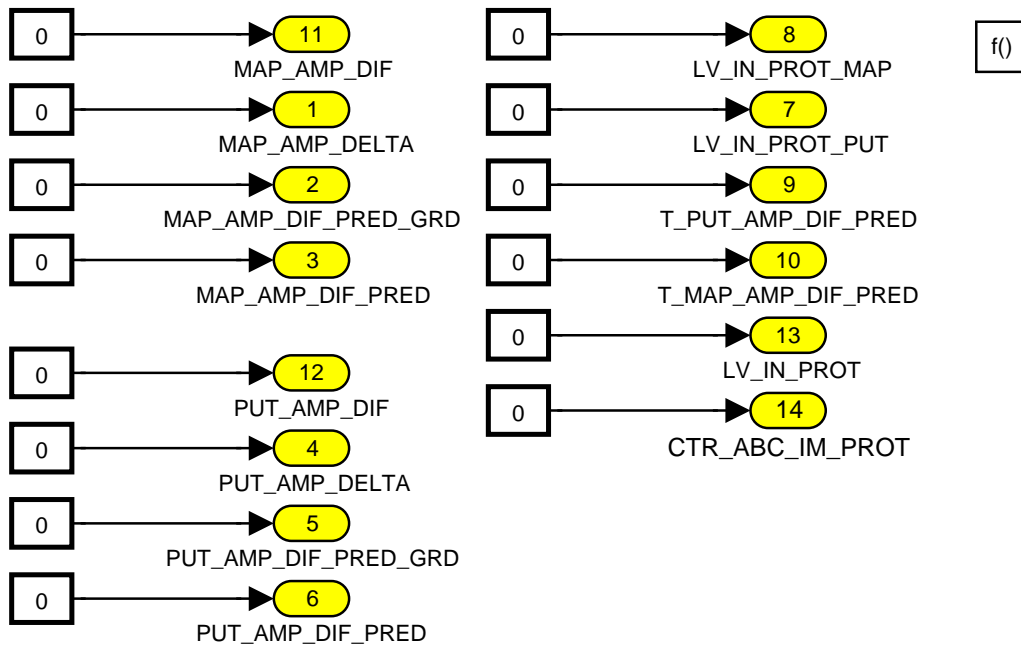 0
11
MAP_AMP_DIF
0
1
MAP_AMP_DELTA
0
2
MAP_AMP_DIF_PRED_GRD
0
3
MAP_AMP_DIF_PRED
0
12
PUT_AMP_DIF
0
4
PUT_AMP_DELTA
0
5
PUT_AMP_DIF_PRED_GRD
0
6
PUT_AMP_DIF_PRED
0
8
LV_IN_PROT_MAP
0
7
LV_IN_PROT_PUT
0
9
T_PUT_AMP_DIF_PRED
0
10
T_MAP_AMP_DIF_PRED
0
13
LV_IN_PROT
0
14
CTR_ABC_IM_PROT
f()